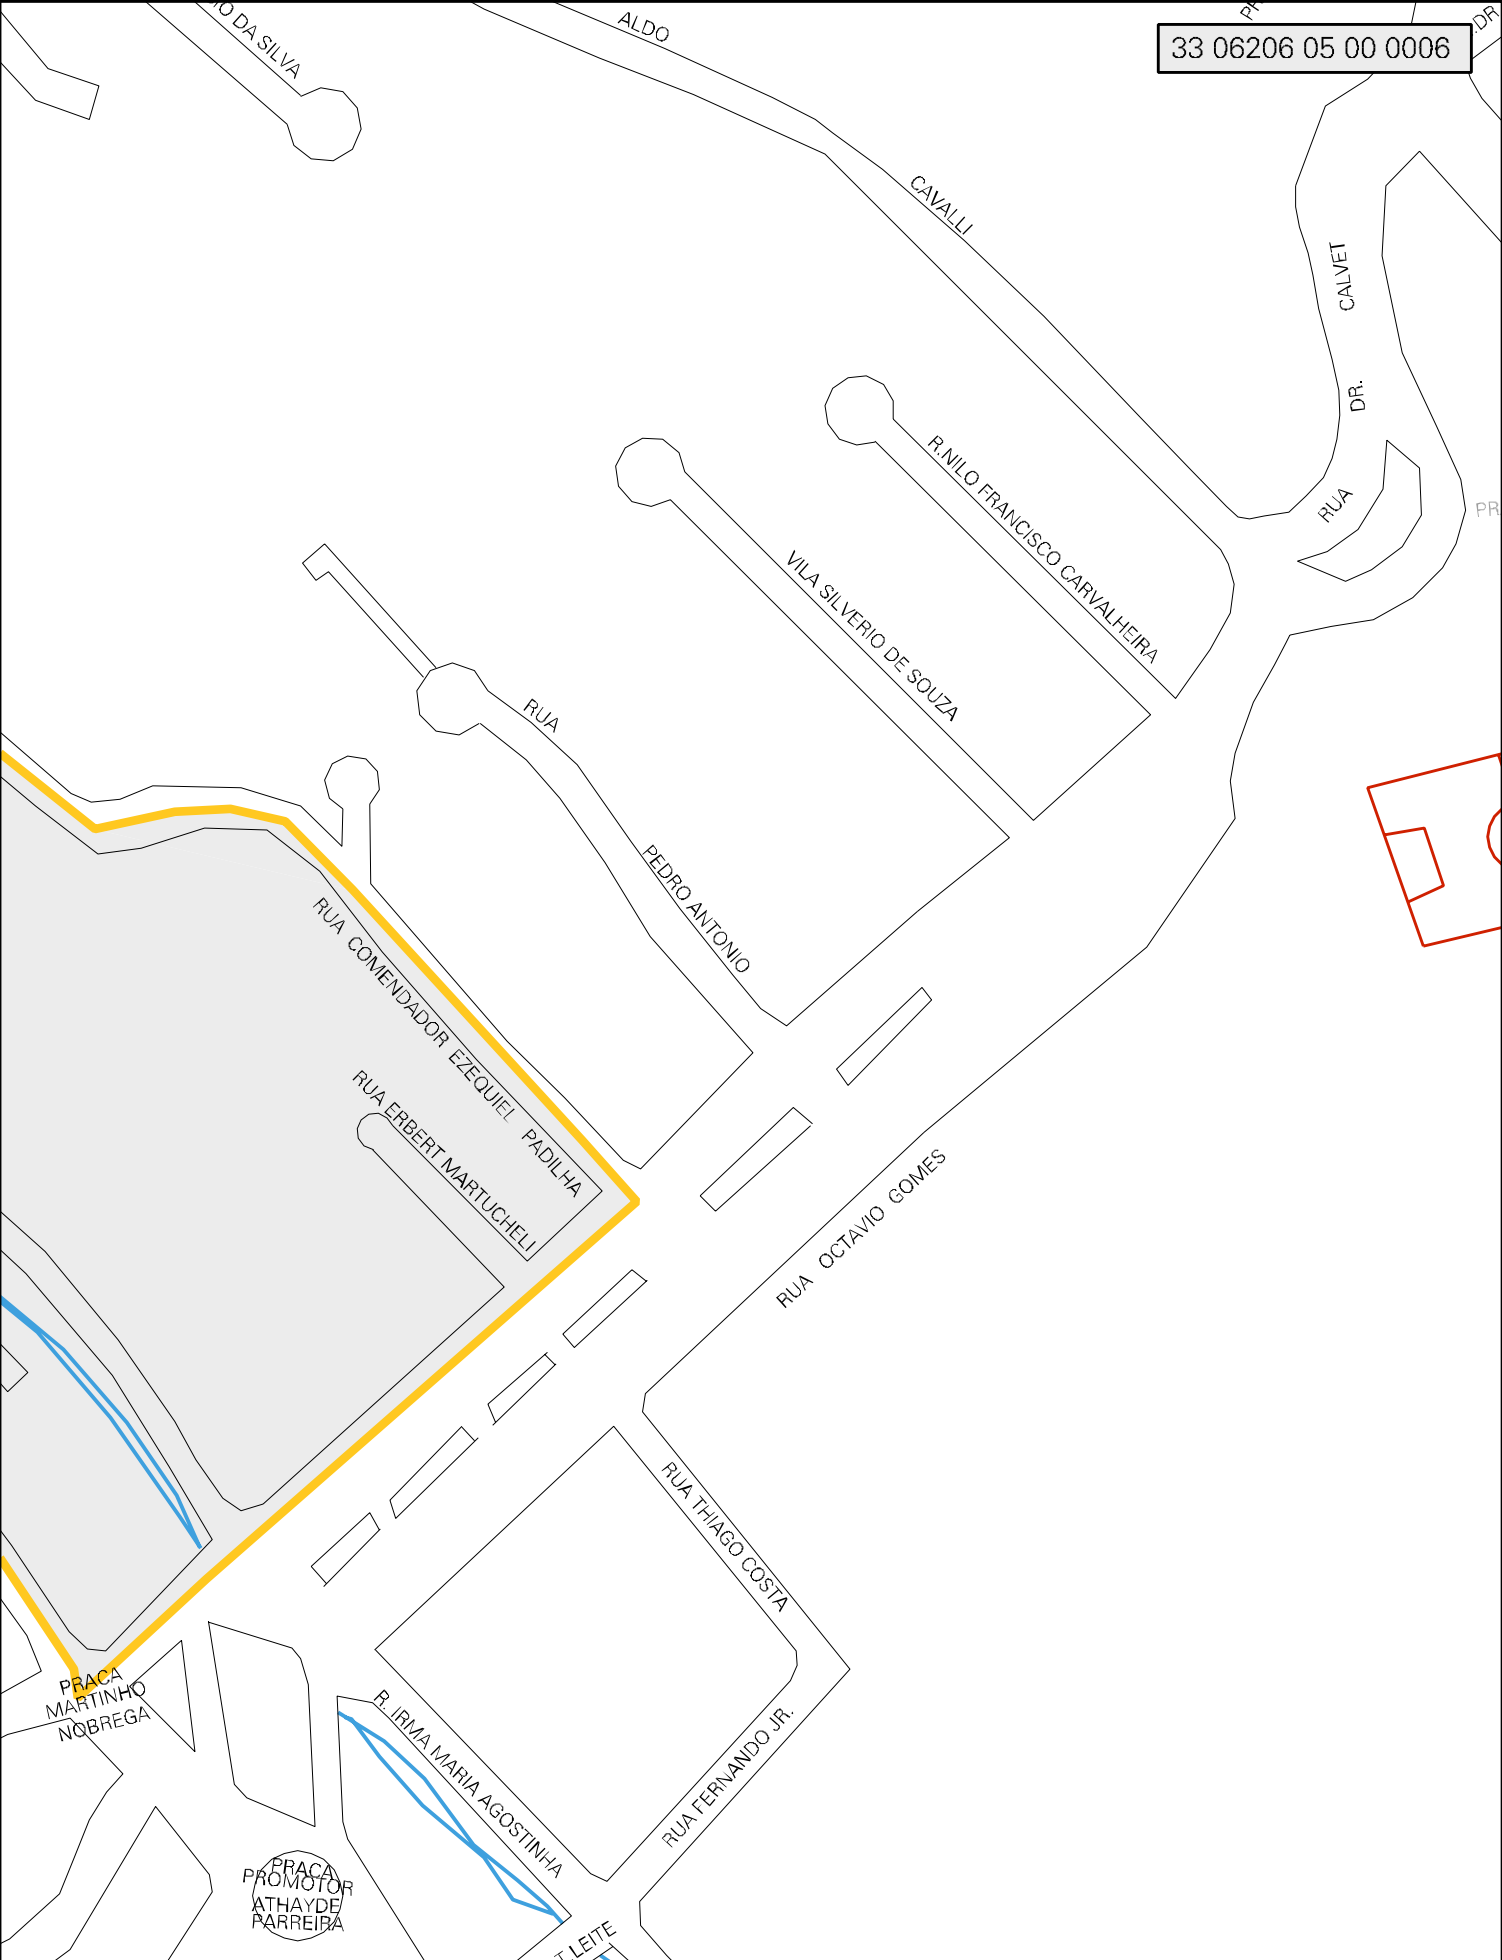 DA SILVA
ALDO
33 06206 05 00 0006
DR
CAVALLI
CALVET
DR.
RUA
R.NILO FRANCISCO CARVALHEIRA
VILA SILVERIO DE SOUZA
RUA
PEDRO ANTONIO
RUA COMENDADOR EZEQUIEL PADILHA
RUA ERBERT MARTUCHELI
RUA OCTAVIO GOMES
RUA THIAGO COSTA
PRACA
MARTINHO
NOBREGA
R. IRMA MARIA AGOSTINHA
RUA FERNANDO JR.
PRACA
PROMOTOR
ATHAYDE
PARREIRA
LEITE